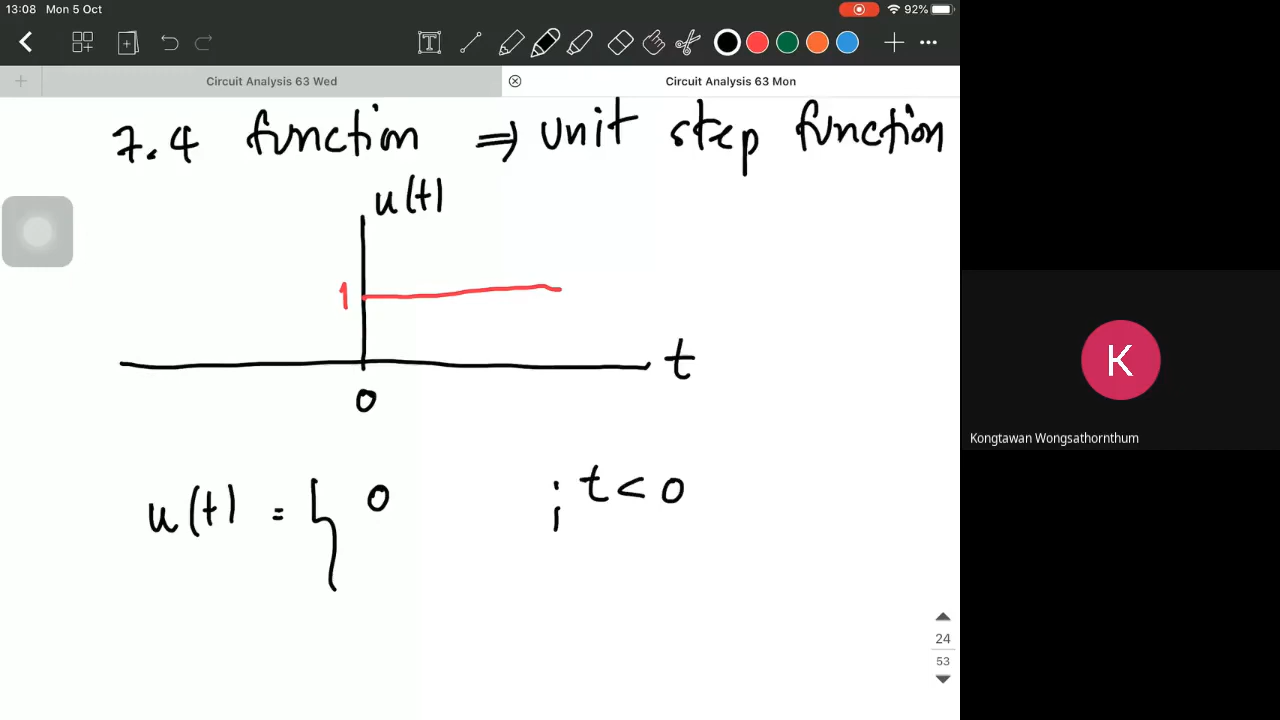 13:08 Mon 5 Oct 92%
T
Circuit Analysis 63 Wed Circuit Analysis 63 Mon
7.4 function ⇒ unit step function
u(t)
1
t
0
K
Kongtawan Wongsathornthum
u(t) = { 0 ; t < 0
24
53